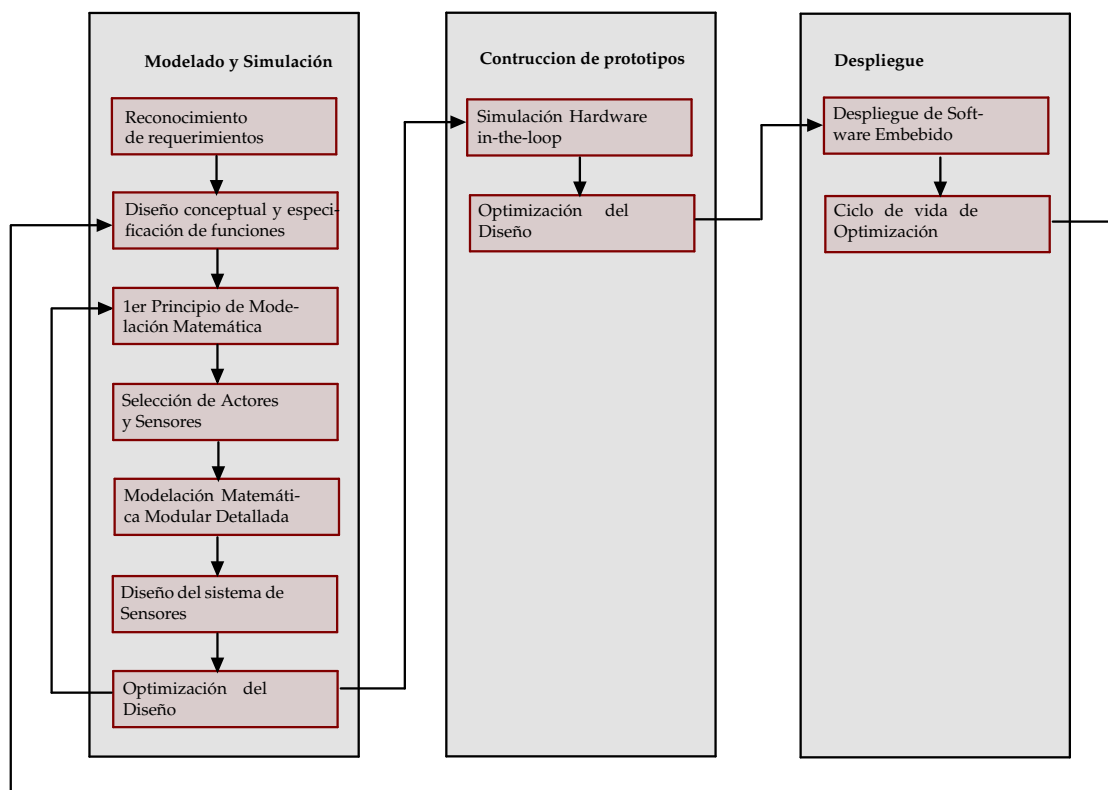 Modelado y Simulación
Reconocimiento
de requerimientos
Diseño conceptual y especi-
ficación de funciones
1er Principio de Mode-
lación Matemática
Selección de Actores
y Sensores
Modelación Matemáti-
ca Modular Detallada
Diseño del sistema de
Sensores
Optimización del
Diseño
Contruccion de prototipos
Simulación Hardware
in-the-loop
Optimización del
Diseño
Despliegue
Despliegue de Soft-
ware Embebido
Ciclo de vida de
Optimización